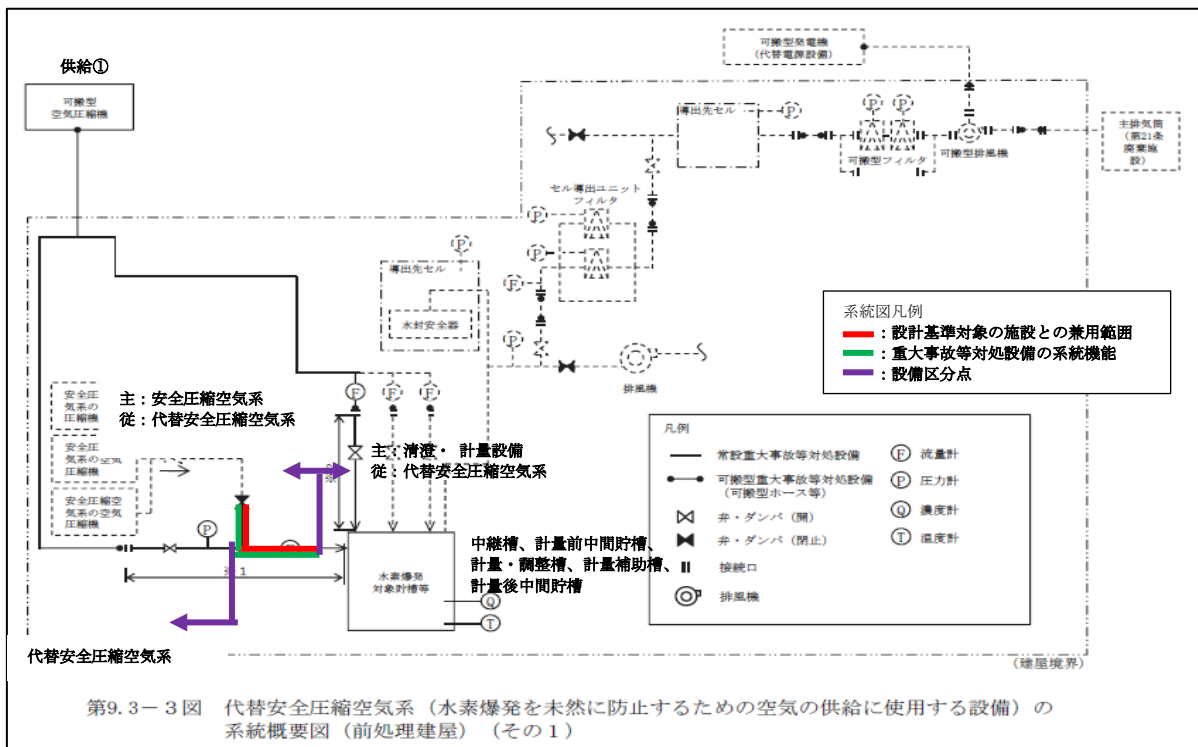 供給①
可搬型
空気圧縮機
可搬型発電機
(代替電源設備)
導出先セル
P
P
P
可搬型フィルタ
可搬型排風機
主排気筒
(第21条
廃棄施
設)
セル導出ユニット
フィルタ
P
P
F
P
導出先セル
P
水封安全器
排風機
系統図凡例
:設計基準対象の施設との兼用範囲
:重大事故等対処設備の系統機能
:設備区分点
安全圧
気系の
圧縮機
主:安全圧縮空気系
従:代替安全圧縮空気系
安全圧
気系の空気
圧縮機
安全圧縮空
気系の空気
圧縮機
F
F
F
主:清澄・計量設備
従:代替安全圧縮空気系
P
※1
水素爆発
対象貯槽等
中継槽、計量前中間貯槽、
計量・調整槽、計量補助槽、
計量後中間貯槽
Q
T
代替安全圧縮空気系
凡例
常設重大事故等対処設備
可搬型重大事故等対処設備
(可搬型ホース等)
弁・ダンパ(開)
弁・ダンパ(閉止)
接続口
排風機
F 流量計
P 圧力計
Q 濃度計
T 温度計
(建屋境界)
第9.3-3図 代替安全圧縮空気系(水素爆発を未然に防止するための空気の供給に使用する設備)の
系統概要図(前処理建屋)(その1)